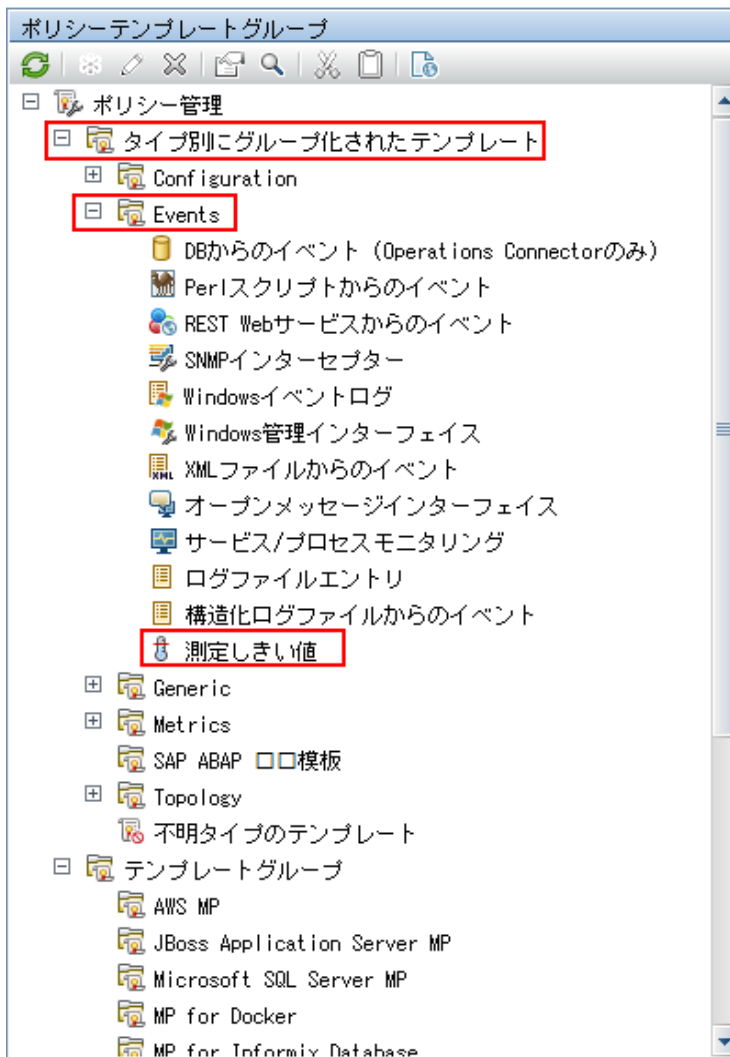 ポリシーテンプレートグループ
ポリシー管理
タイプ別にグループ化されたテンプレート
Configuration
Events
DBからのイベント (Operations Connectorのみ)
Perlスクリプトからのイベント
REST Webサービスからのイベント
SNMPインターセプター
Windowsイベントログ
Windows管理インターフェイス
XMLファイルからのイベント
オープンメッセージインターフェイス
サービス/プロセスモニタリング
ログファイルエントリ
構造化ログファイルからのイベント
測定しきい値
Generic
Metrics
SAP ABAP 口口模板
Topology
不明タイプのテンプレート
テンプレートグループ
AWS MP
JBoss Application Server MP
Microsoft SQL Server MP
MP for Docker
MP for Informix Database